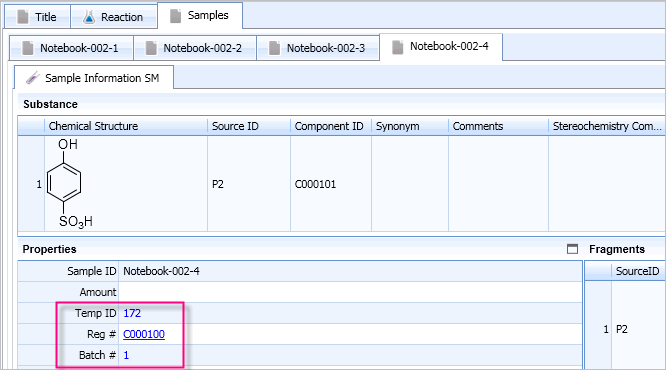 Title Reaction Samples
Notebook-002-1 Notebook-002-2 Notebook-002-3 Notebook-002-4
Sample Information SM
Substance
Chemical Structure Source ID Component ID Synonym Comments Stereochemistry Com...
OH
1 P2 C000101
SO3H
Properties Fragments
Sample ID Notebook-002-4 SourceID
Amount
Temp ID 172
Reg # C000100 1 P2
Batch # 1